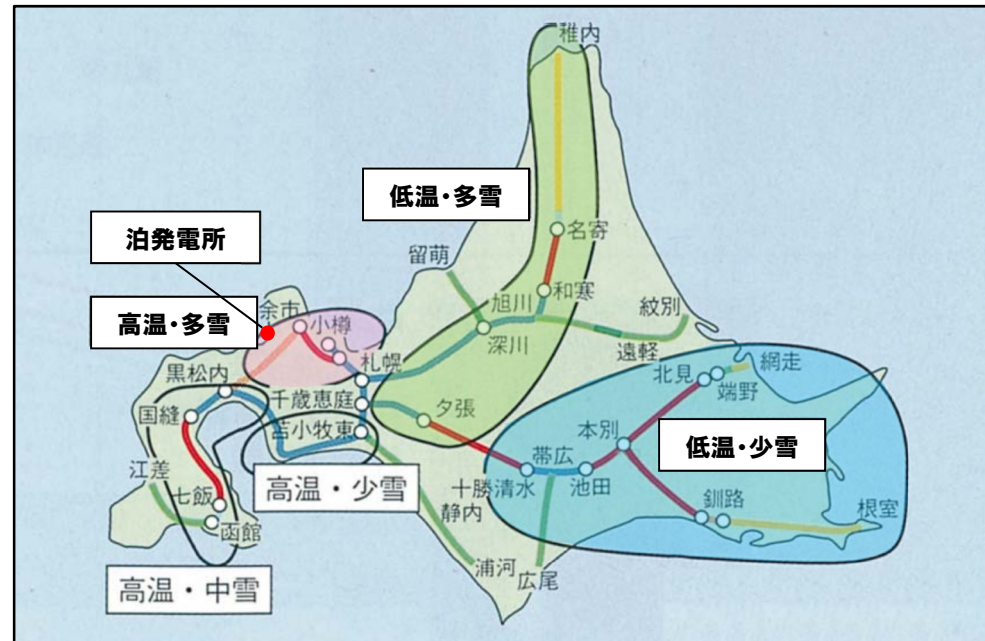 稚内
低温・多雪
名寄
泊発電所
留萌
和寒
旭川
紋別
余市
高温・多雪
小樽
深川
遠軽
網走
札幌
北見
端野
黒松内
千歳恵庭
夕張
国縫
苫小牧東
本別
低温・少雪
江差
高温・少雪
帯広
十勝清水
池田
七飯
静内
釧路
根室
函館
浦河
広尾
高温・中雪